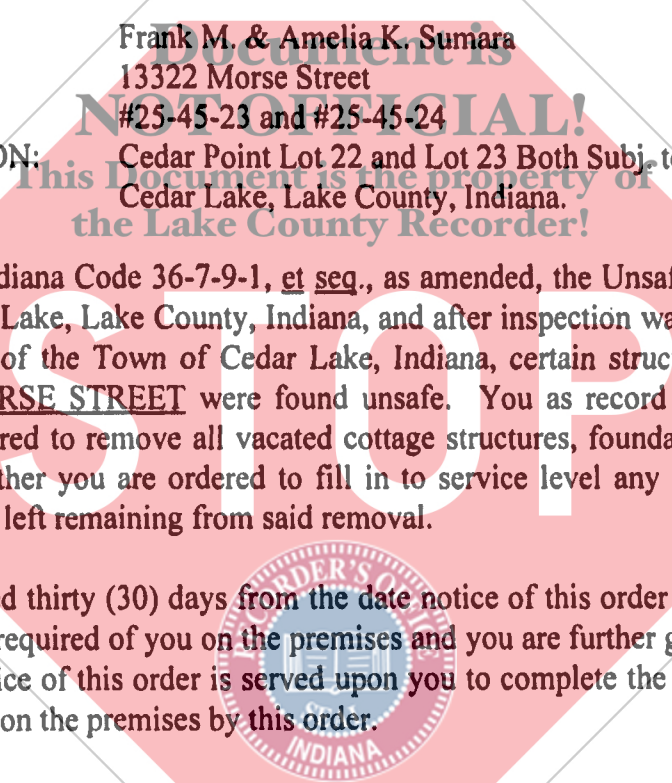 Frank M. & Amelia K. Sumara
Document is
13322 Morse Street
NOT OFFICIAL!
#25-45-23 and #25-45-24
ON: Cedar Point Lot 22 and Lot 23 Both Subj. to
This Document is the property of
Cedar Lake, Lake County, Indiana.
the Lake County Recorder!
diana Code 36-7-9-1, et seq., as amended, the Unsaf
Lake, Lake County, Indiana, and after inspection wa
of the Town of Cedar Lake, Indiana, certain struc
RSE STREET were found unsafe. You as record
red to remove all vacated cottage structures, founda
ther you are ordered to fill in to service level any
left remaining from said removal.
STOP
d thirty (30) days from the date notice of this order
required of you on the premises and you are further g
ice of this order is served upon you to complete the
on the premises by this order.
RECORDER'S OFFICE
SEAL
INDIANA